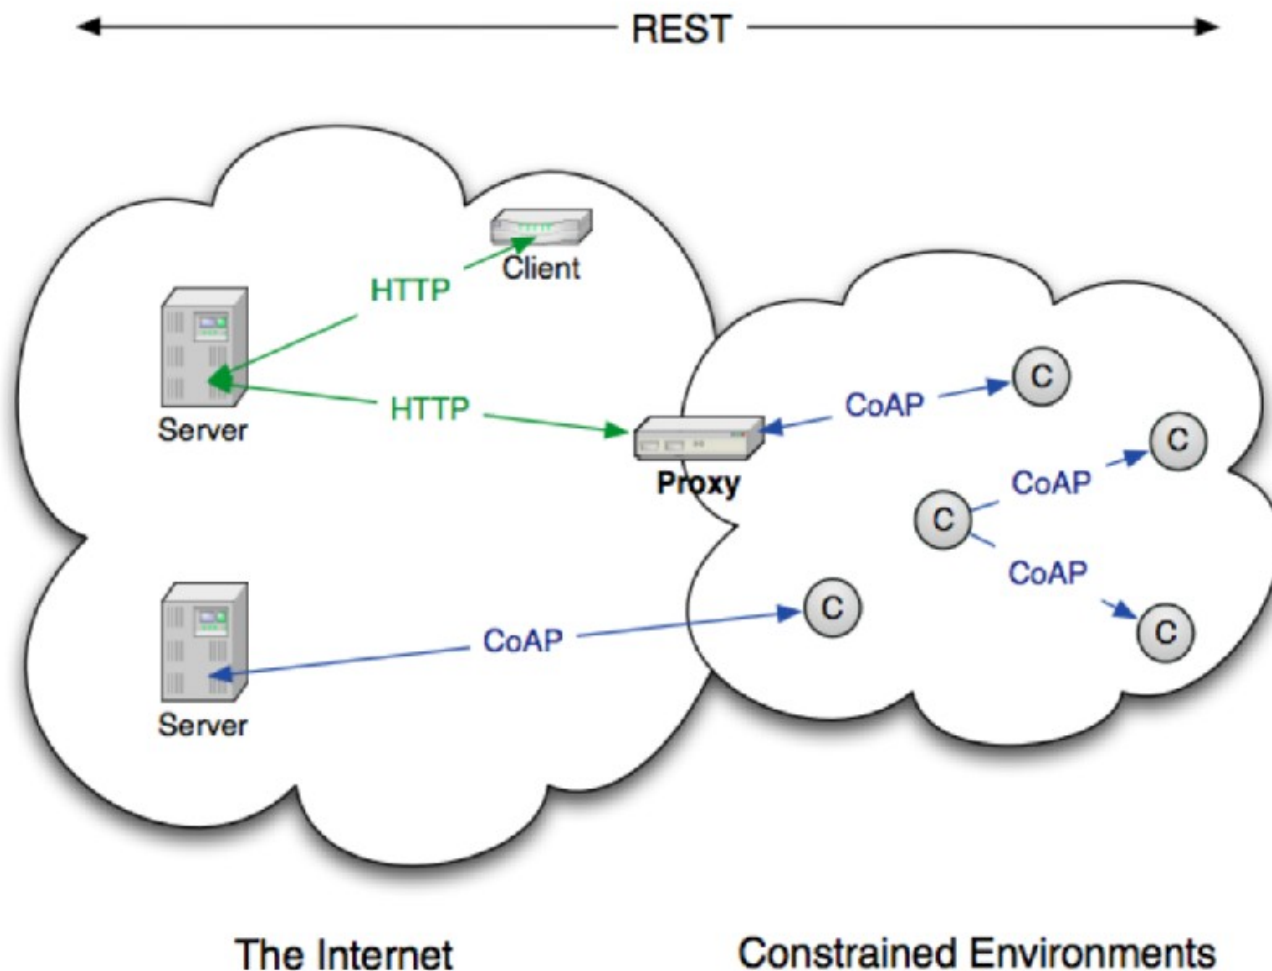 REST
Client
HTTP
Server
HTTP
Proxy
CoAP
C
C
CoAP
C
CoAP
C
C
CoAP
Server
The Internet
Constrained Environments